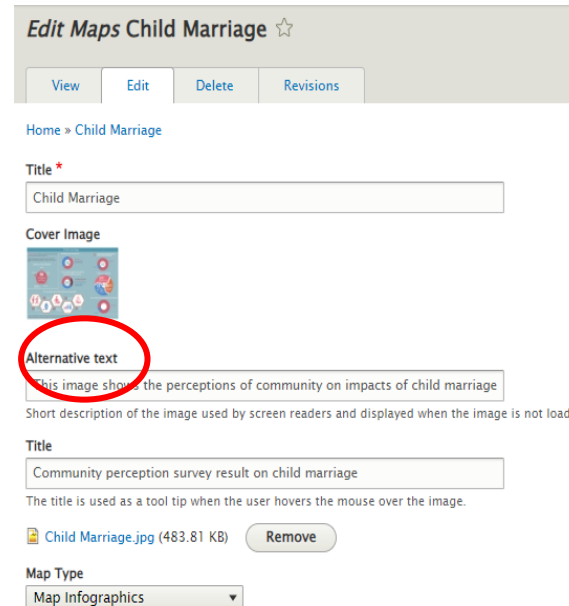 Edit Maps Child Marriage
View Edit Delete Revisions
Home » Child Marriage
Title *
Child Marriage
Cover Image
Alternative text
This image shows the perceptions of community on impacts of child marriage
Short description of the image used by screen readers and displayed when the image is not load
Title
Community perception survey result on child marriage
The title is used as a tool tip when the user hovers the mouse over the image.
Child Marriage.jpg (483.81 KB) Remove
Map Type
Map Infographics